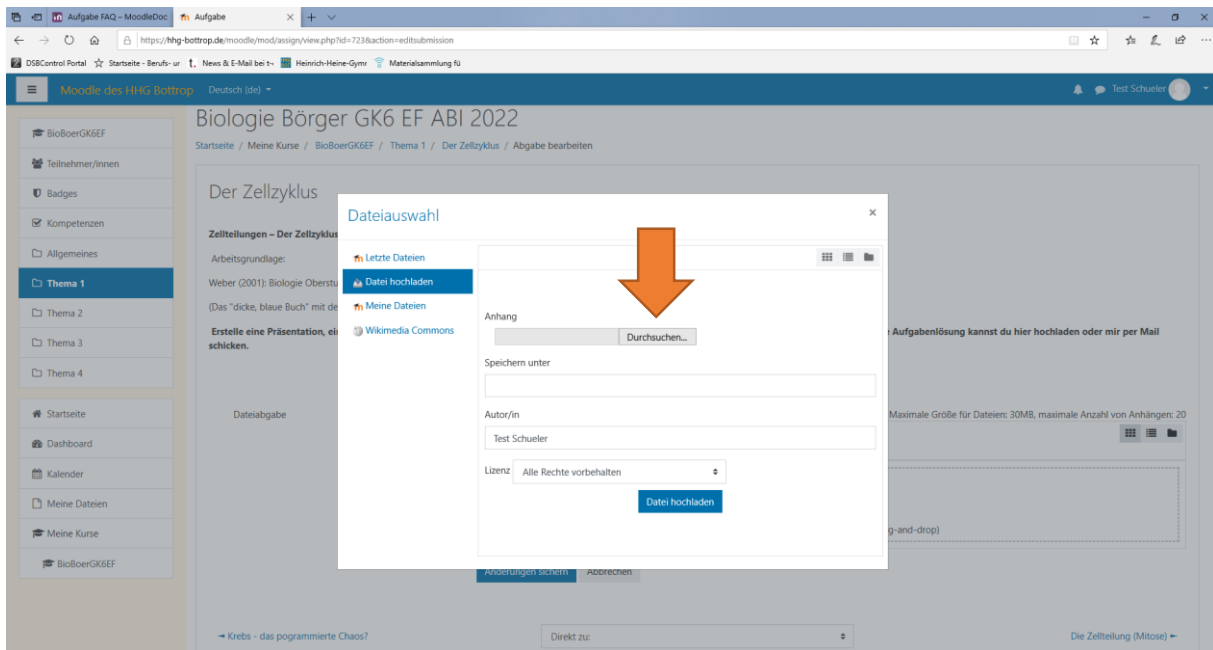 Aufgabe FAQ – MoodleDoc
Aufgabe
https://hhg-bottrop.de/moodle/mod/assign/view.php?id=723&action=editsubmission
DSBControl Portal
Startseite - Berufs- ur
News & E-Mail bei t-
Heinrich-Heine-Gymr
Materialsammlung fü
Moodle des HHG Bottrop
Deutsch (de)
Test Schueler
BioBoerGK6EF
Teilnehmer/innen
Badges
Kompetenzen
Allgemeines
Thema 1
Thema 2
Thema 3
Thema 4
Startseite
Dashboard
Kalender
Meine Dateien
Meine Kurse
BioBoerGK6EF
Biologie Börger GK6 EF ABI 2022
Startseite / Meine Kurse / BioBoerGK6EF / Thema 1 / Der Zellzyklus / Abgabe bearbeiten
Der Zellzyklus
Zellteilungen – Der Zellzyklus
Arbeitsgrundlage:
Weber (2001): Biologie Oberstu
(Das "dicke, blaue Buch" mit de
Erstelle eine Präsentation, ei
Aufgabenlösung kannst du hier hochladen oder mir per Mail
schicken.
Dateiabgabe
Maximale Größe für Dateien: 30MB, maximale Anzahl von Anhängen: 20
g-and-drop)
Dateiauswahl
×
Letzte Dateien
Datei hochladen
Meine Dateien
Wikimedia Commons
Anhang
Durchsuchen...
Speichern unter
Autor/in
Test Schueler
Lizenz
Alle Rechte vorbehalten
Datei hochladen
Änderungen sichern
Abbrechen
◄ Krebs - das pogrammierte Chaos?
Direkt zu:
Die Zellteilung (Mitose) ►